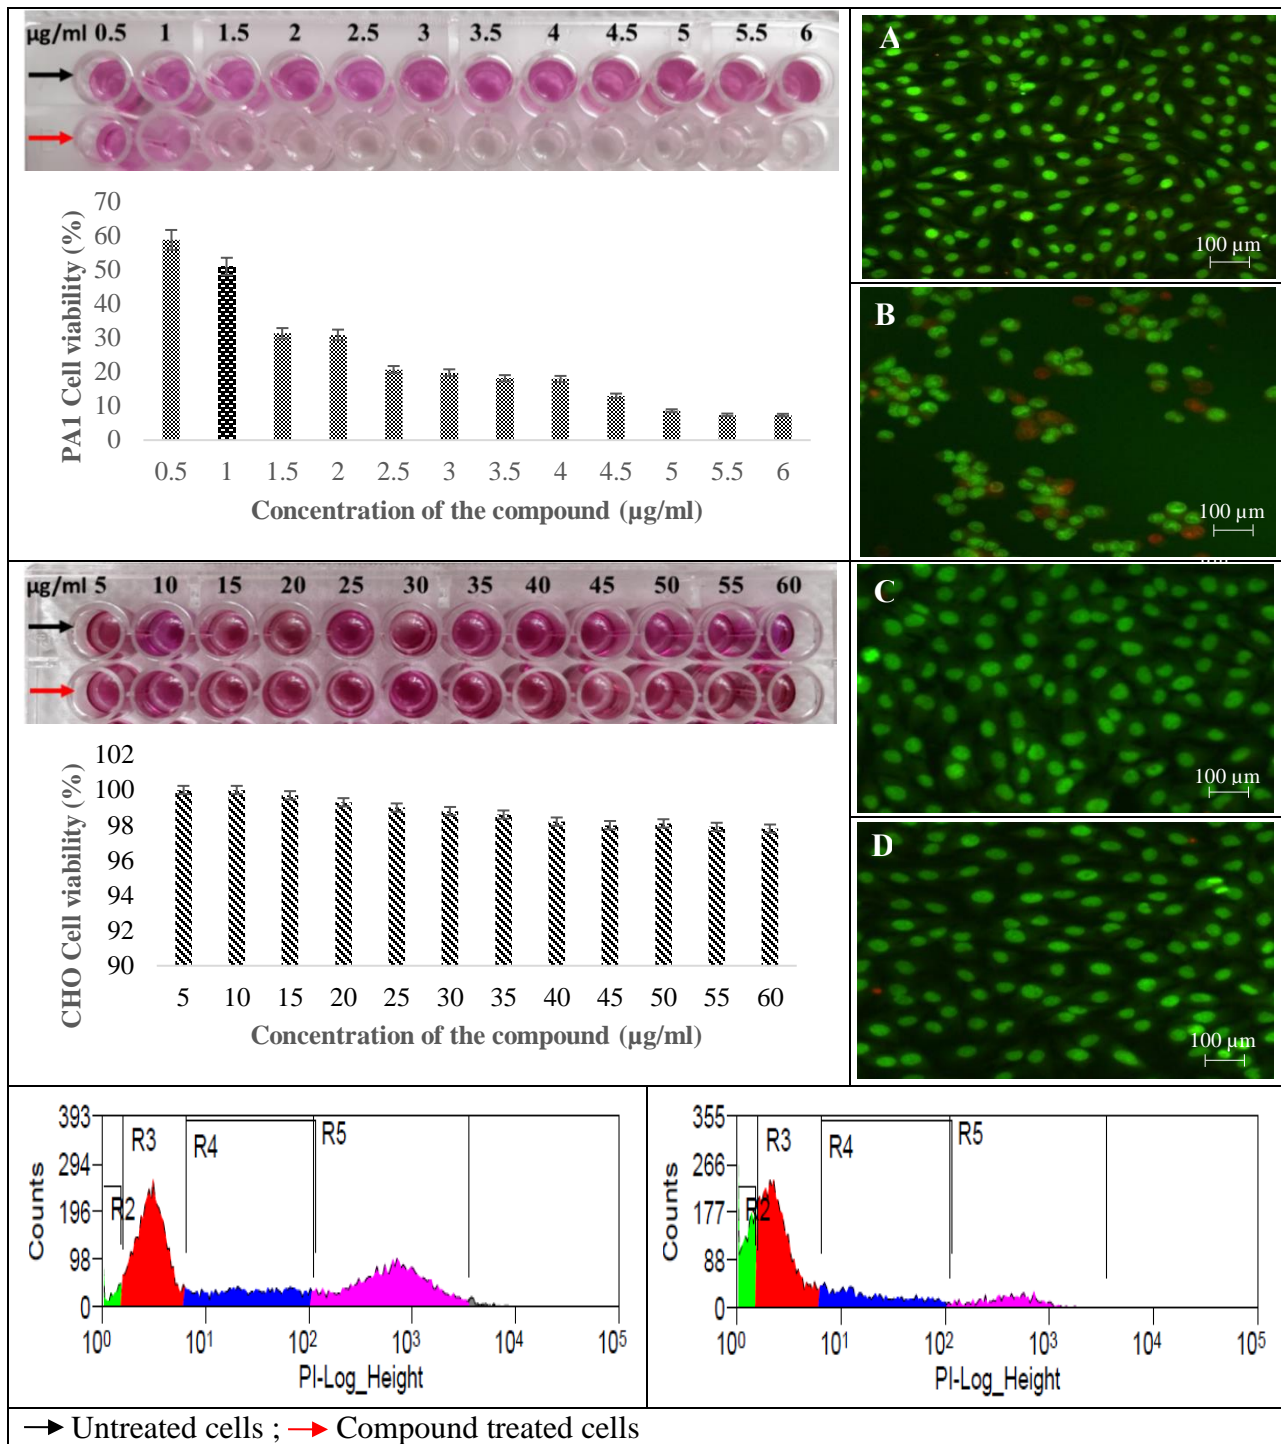 µg/ml 0.5 1 1.5 2 2.5 3 3.5 4 4.5 5 5.5 6
70
60
50
40
30
20
10
0
PA1 Cell viability (%)
0.5 1 1.5 2 2.5 3 3.5 4 4.5 5 5.5 6
Concentration of the compound (µg/ml)
A
100 µm
B
100 µm
µg/ml 5 10 15 20 25 30 35 40 45 50 55 60
102
100
98
96
94
92
90
CHO Cell viability (%)
5 10 15 20 25 30 35 40 45 50 55 60
Concentration of the compound (µg/ml)
C
100 µm
D
100 µm
393
294
196
98
0
Counts
R2
R3
R4
R5
10⁰ 10¹ 10² 10³ 10⁴ 10⁵
PI-Log_Height
355
266
177
88
0
Counts
R2
R3
R4
R5
10⁰ 10¹ 10² 10³ 10⁴ 10⁵
PI-Log_Height
Untreated cells ; Compound treated cells